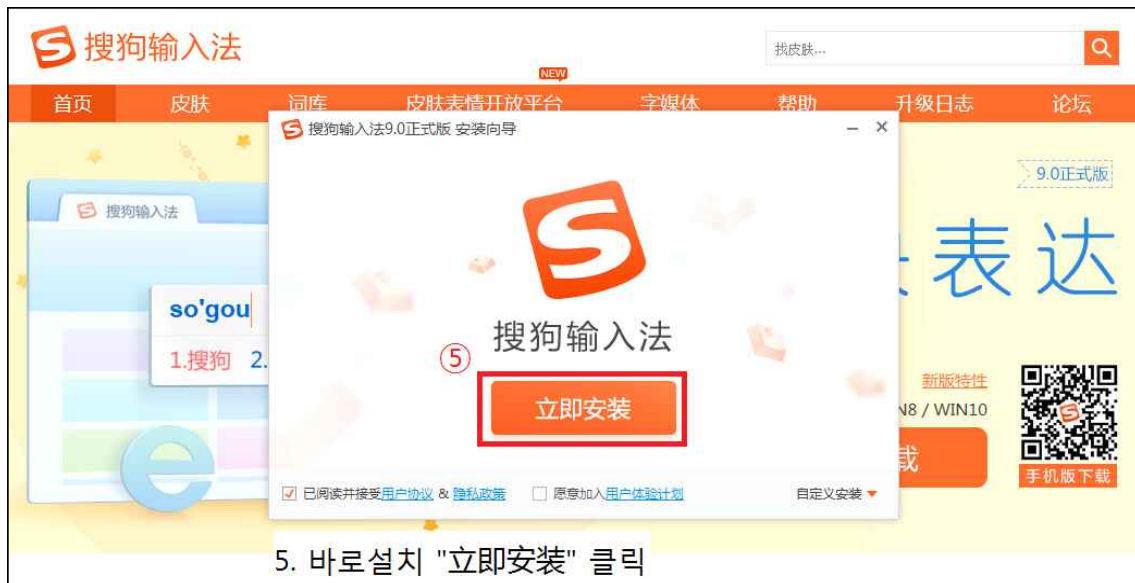 搜狗输入法
找皮肤...
NEW
首页 皮肤 词库 皮肤表情开放平台 字媒体 帮助 升级日志 论坛
搜狗输入法9.0正式版 安装向导
9.0正式版
搜狗输入法
表达
so'gou
1.搜狗 2.
搜狗输入法
⑤
立即安装
新版特性
N8 / WIN10
载
手机版下载
已阅读并接受用户协议 & 隐私政策 愿意加入用户体验计划 自定义安装
5. 바로설치 "立即安装" 클릭